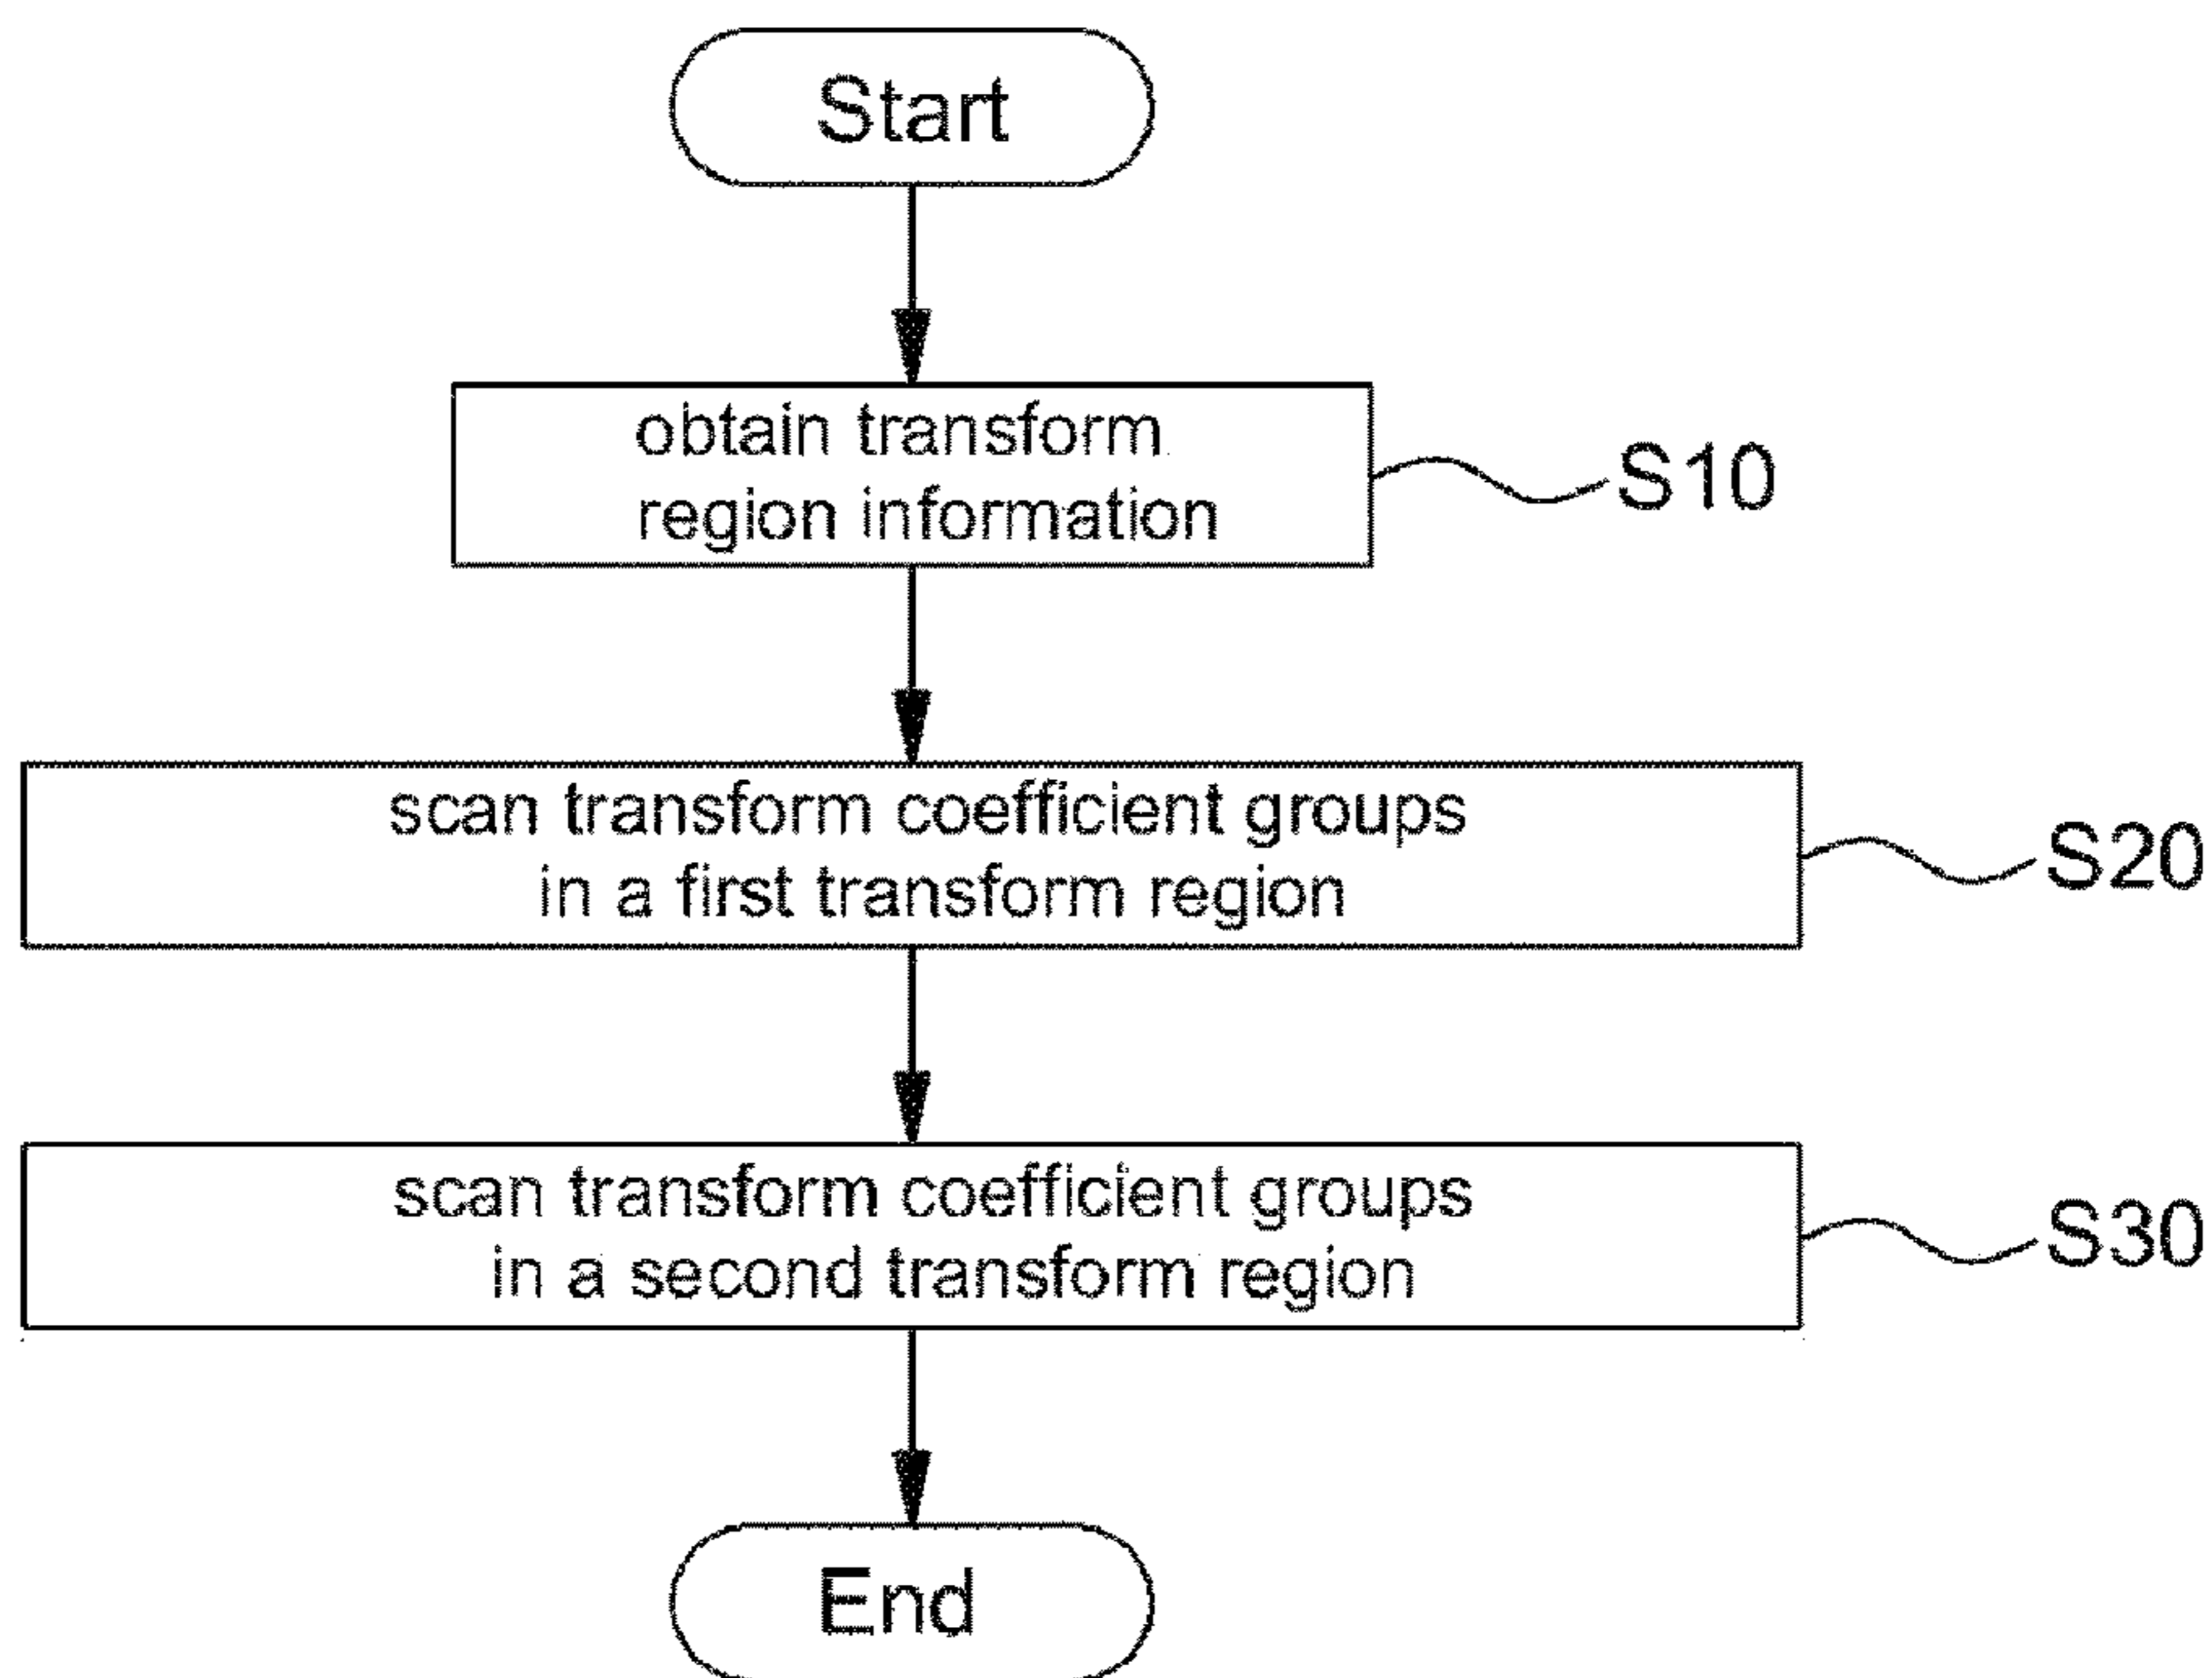 Start
obtain transform
region information
S10
scan transform coefficient groups
in a first transform region
S20
scan transform coefficient groups
in a second transform region
S30
End